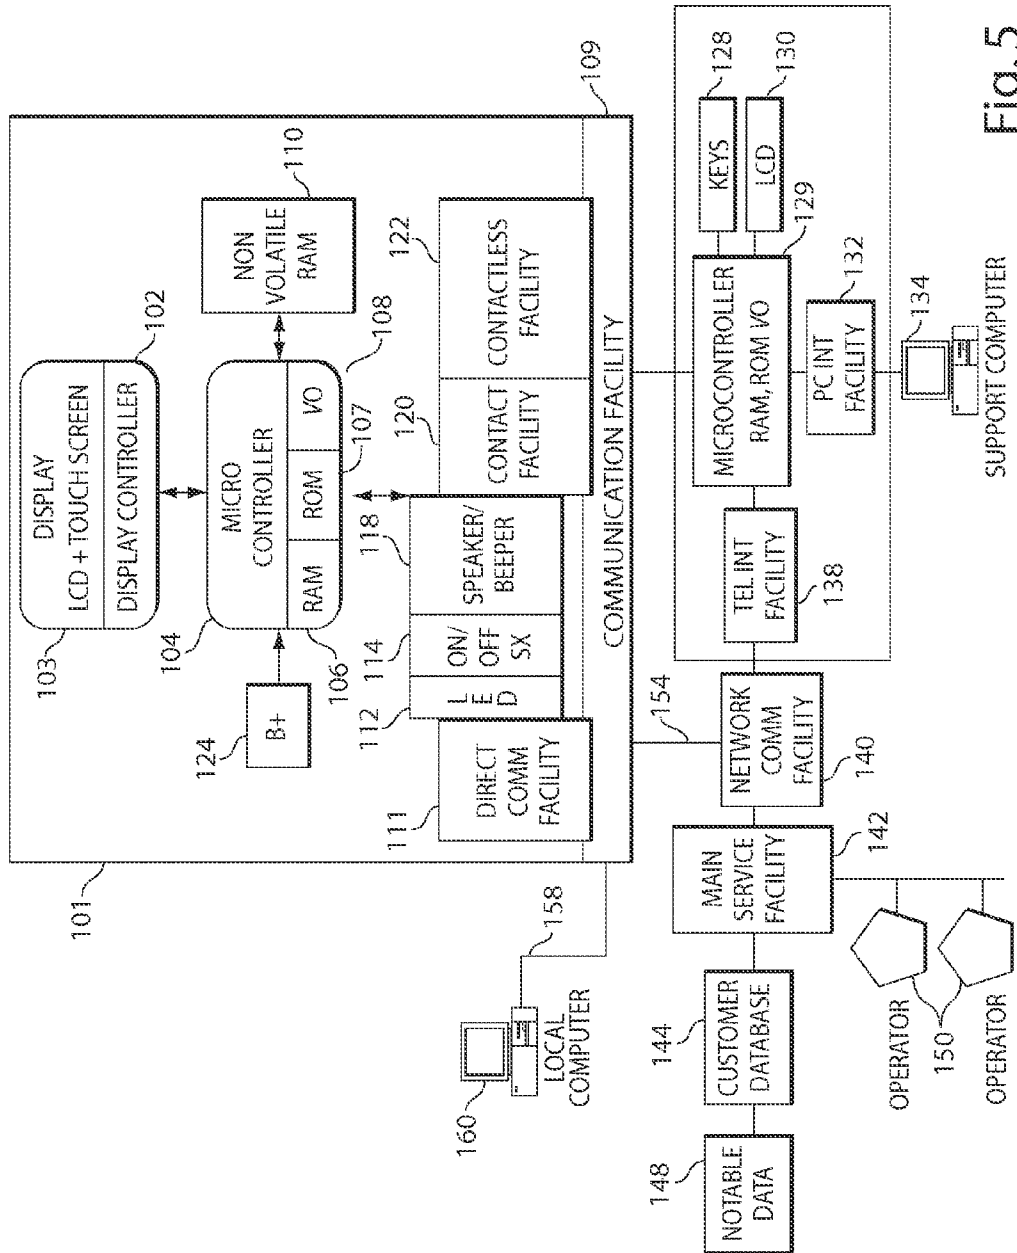 101
DISPLAY
LCD + TOUCH SCREEN
DISPLAY CONTROLLER
103
102
104
MICRO
CONTROLLER
RAM
ROM
I/O
106
107
108
124
B+
NON
VOLATILE
RAM
110
111
112
114
118
120
122
DIRECT
COMM
FACILITY
LED
ON/
OFF
SX
SPEAKER/
BEEPER
CONTACT
FACILITY
CONTACTLESS
FACILITY
COMMUNICATION FACILITY
109
158
160
LOCAL
COMPUTER
154
148
NOTABLE
DATA
144
CUSTOMER
DATABASE
MAIN
SERVICE
FACILITY
142
NETWORK
COMM
FACILITY
140
TEL INT
FACILITY
138
MICROCONTROLLER
RAM, ROM I/O
129
KEYS
128
LCD
130
PC INT
FACILITY
132
134
SUPPORT COMPUTER
OPERATOR
150
OPERATOR
Fig. 5